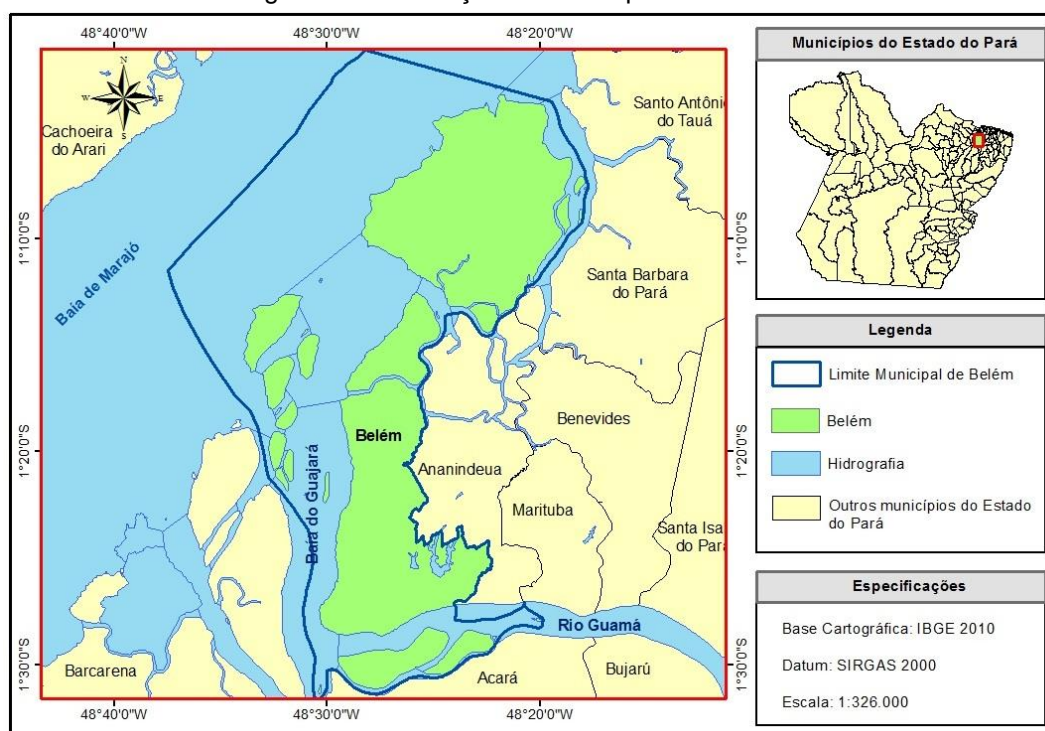 48°40'0"W
48°30'0"W
48°20'0"W
N
W
E
S
Cachoeira
do Arari
Santo Antôni
do Tauá
1°10'0"S
1°10'0"S
Baía de Marajó
Santa Barbara
do Pará
Benevides
1°20'0"S
1°20'0"S
Belém
Ananindeua
Baía do Guajará
Marituba
Santa Isa
do Par
Rio Guamá
1°30'0"S
1°30'0"S
Barcarena
Acará
Bujarú
48°40'0"W
48°30'0"W
48°20'0"W
Municípios do Estado do Pará
Legenda
Limite Municipal de Belém
Belém
Hidrografia
Outros municípios do Estado
do Pará
Especificações
Base Cartográfica: IBGE 2010
Datum: SIRGAS 2000
Escala: 1:326.000